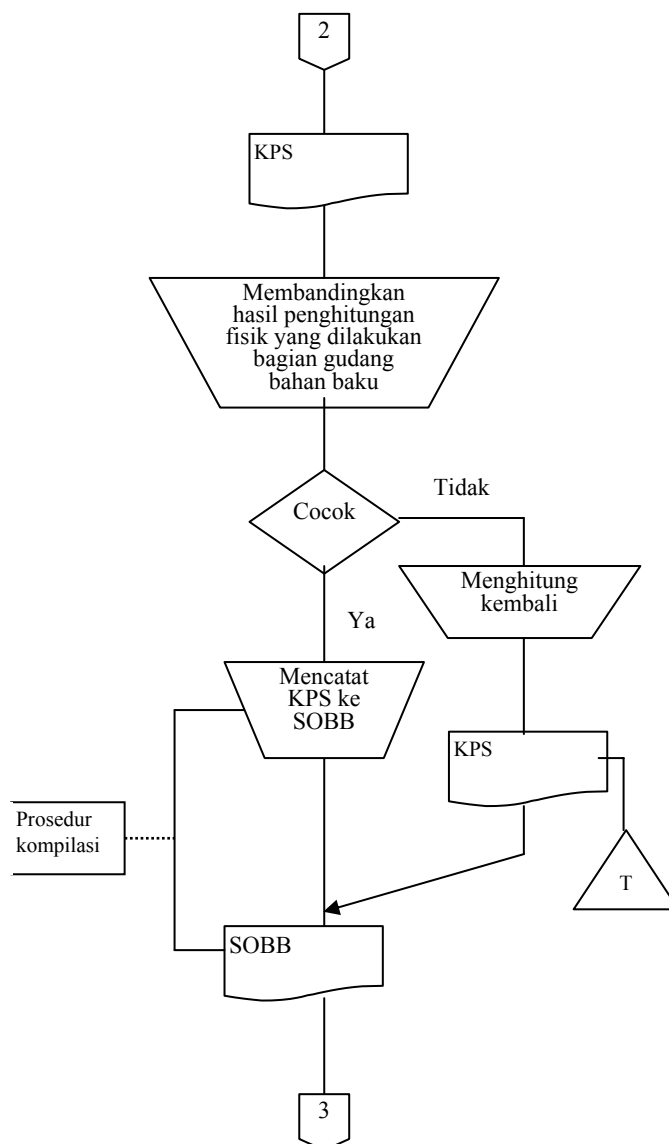 2
KPS
Membandingkan
hasil penghitungan
fisik yang dilakukan
bagian gudang
bahan baku
Tidak
Cocok
Menghitung
kembali
Ya
Mencatat
KPS ke
SOBB
KPS
Prosedur
kompilasi
T
SOBB
3